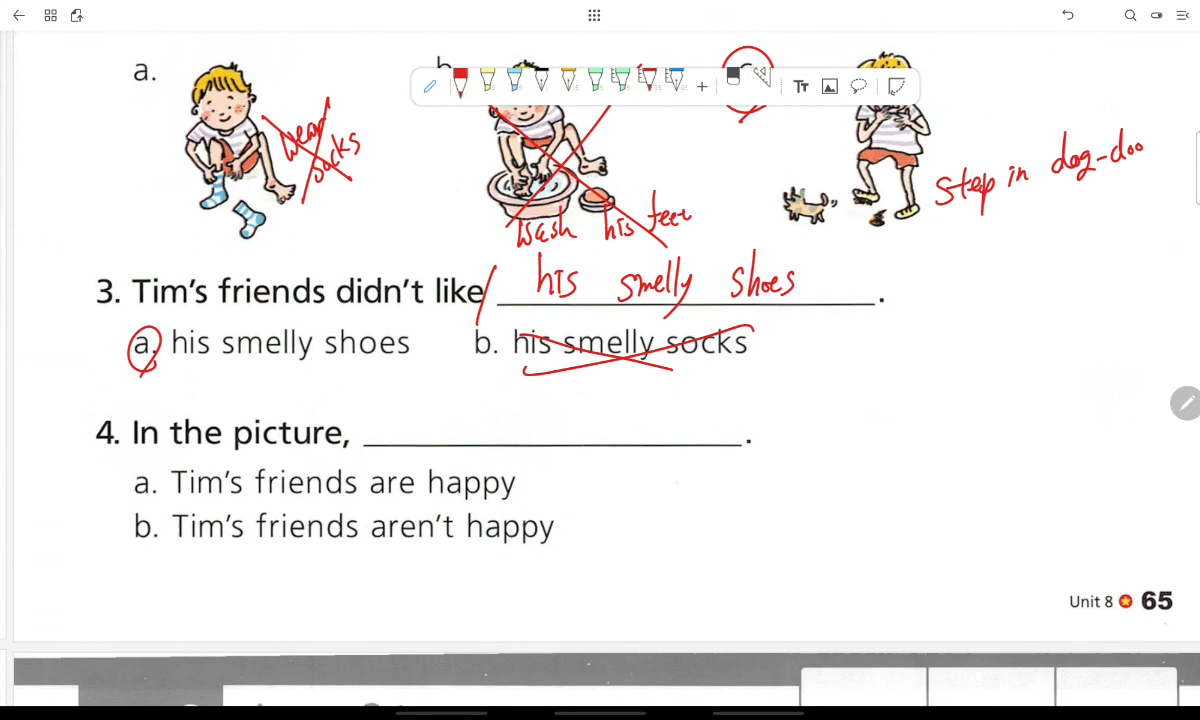 a.
wear
socks
step in dog-doo
wash his feet
3. Tim's friends didn't like his smelly shoes.
a. his smelly shoes b. his smelly socks
4. In the picture, ____________________.
a. Tim's friends are happy
b. Tim's friends aren't happy
Unit 8 65